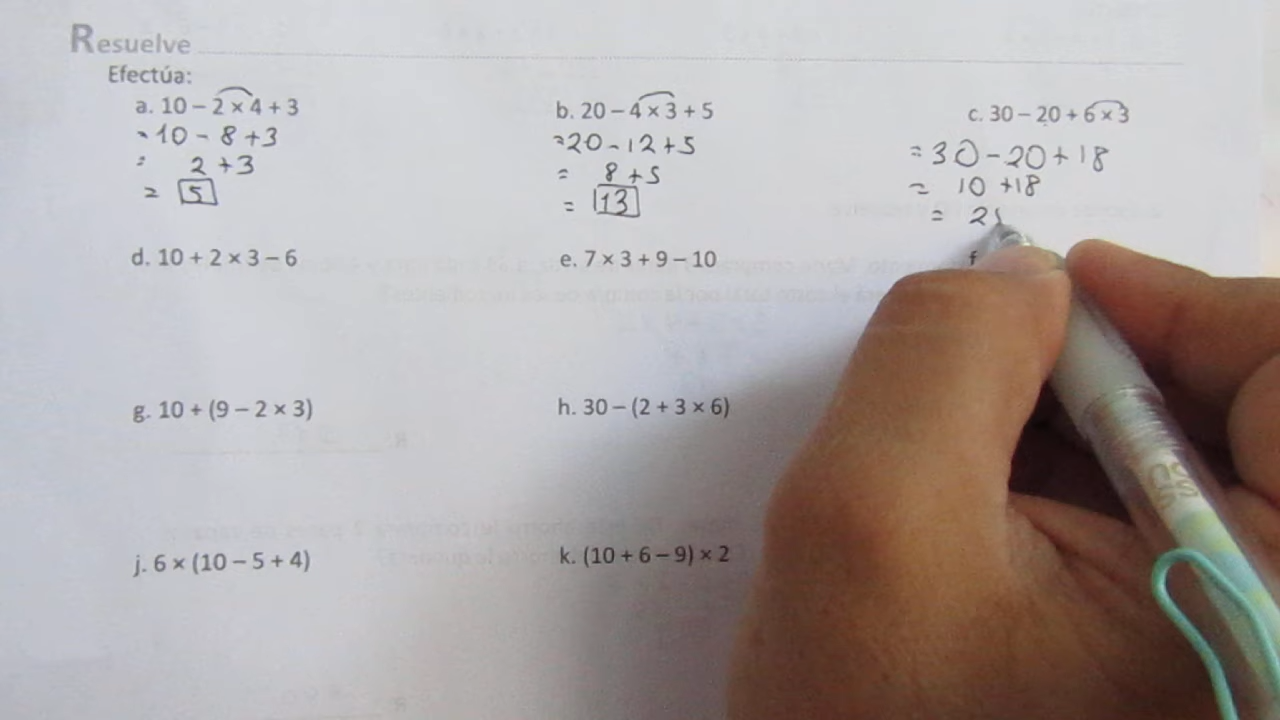 Resuelve
Efectúa:
a. 10 – 2 × 4 + 3
= 10 - 8 + 3
= 2 + 3
= 5
b. 20 – 4 × 3 + 5
= 20 - 12 + 5
= 8 + 5
= 13
c. 30 – 20 + 6 × 3
= 30 - 20 + 18
= 10 + 18
= 2
d. 10 + 2 × 3 – 6
e. 7 × 3 + 9 – 10
f
g. 10 + (9 – 2 × 3)
h. 30 – (2 + 3 × 6)
j. 6 × (10 – 5 + 4)
k. (10 + 6 – 9) × 2